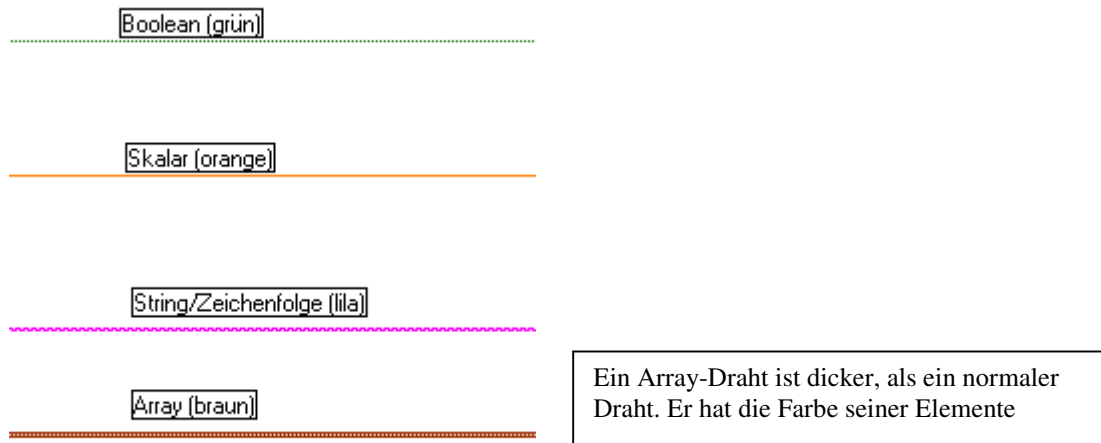 Boolean (grün)
Skalar (orange)
String/Zeichenfolge (lila)
Array (braun)
Ein Array-Draht ist dicker, als ein normaler
Draht. Er hat die Farbe seiner Elemente